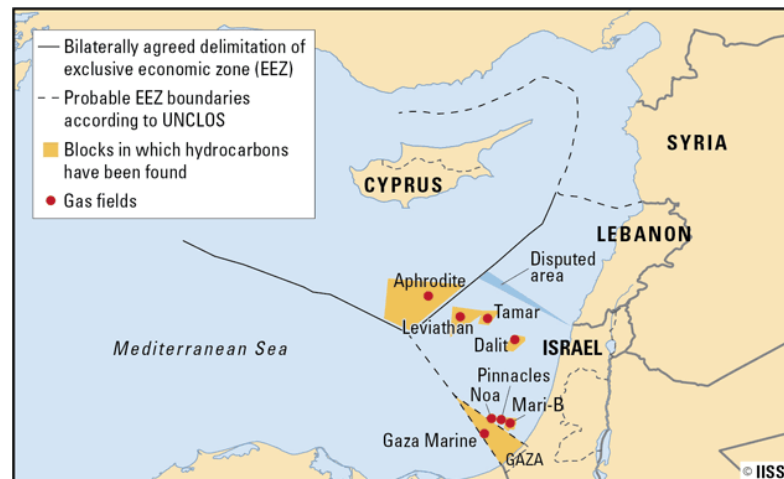 Bilaterally agreed delimitation of
exclusive economic zone (EEZ)
Probable EEZ boundaries
according to UNCLOS
Blocks in which hydrocarbons
have been found
Gas fields
SYRIA
CYPRUS
LEBANON
Disputed
area
Aphrodite
Tamar
Leviathan
Mediterranean Sea
Dalit
ISRAEL
Pinnacles
Noa
Mari-B
Gaza Marine
GAZA
© IISS